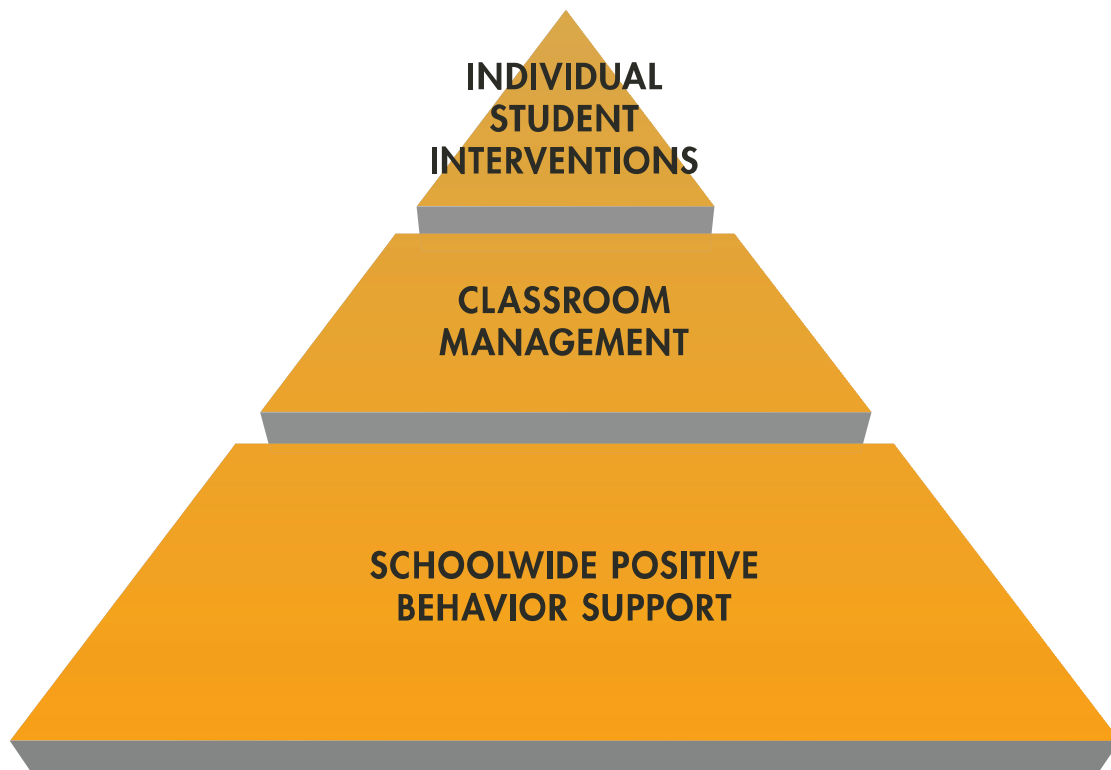 INDIVIDUAL
STUDENT
INTERVENTIONS
CLASSROOM
MANAGEMENT
SCHOOLWIDE POSITIVE
BEHAVIOR SUPPORT